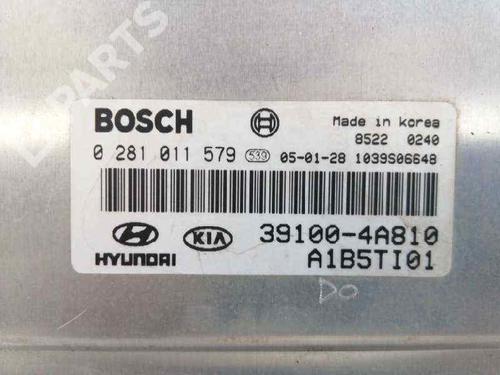 PARTS
BOSCH
Made in Korea
8522 0240
0 281 011 579 539 05-01-28 1039S06648
HYUNDAI KIA 39100-4A810
A1B5TI01
DO